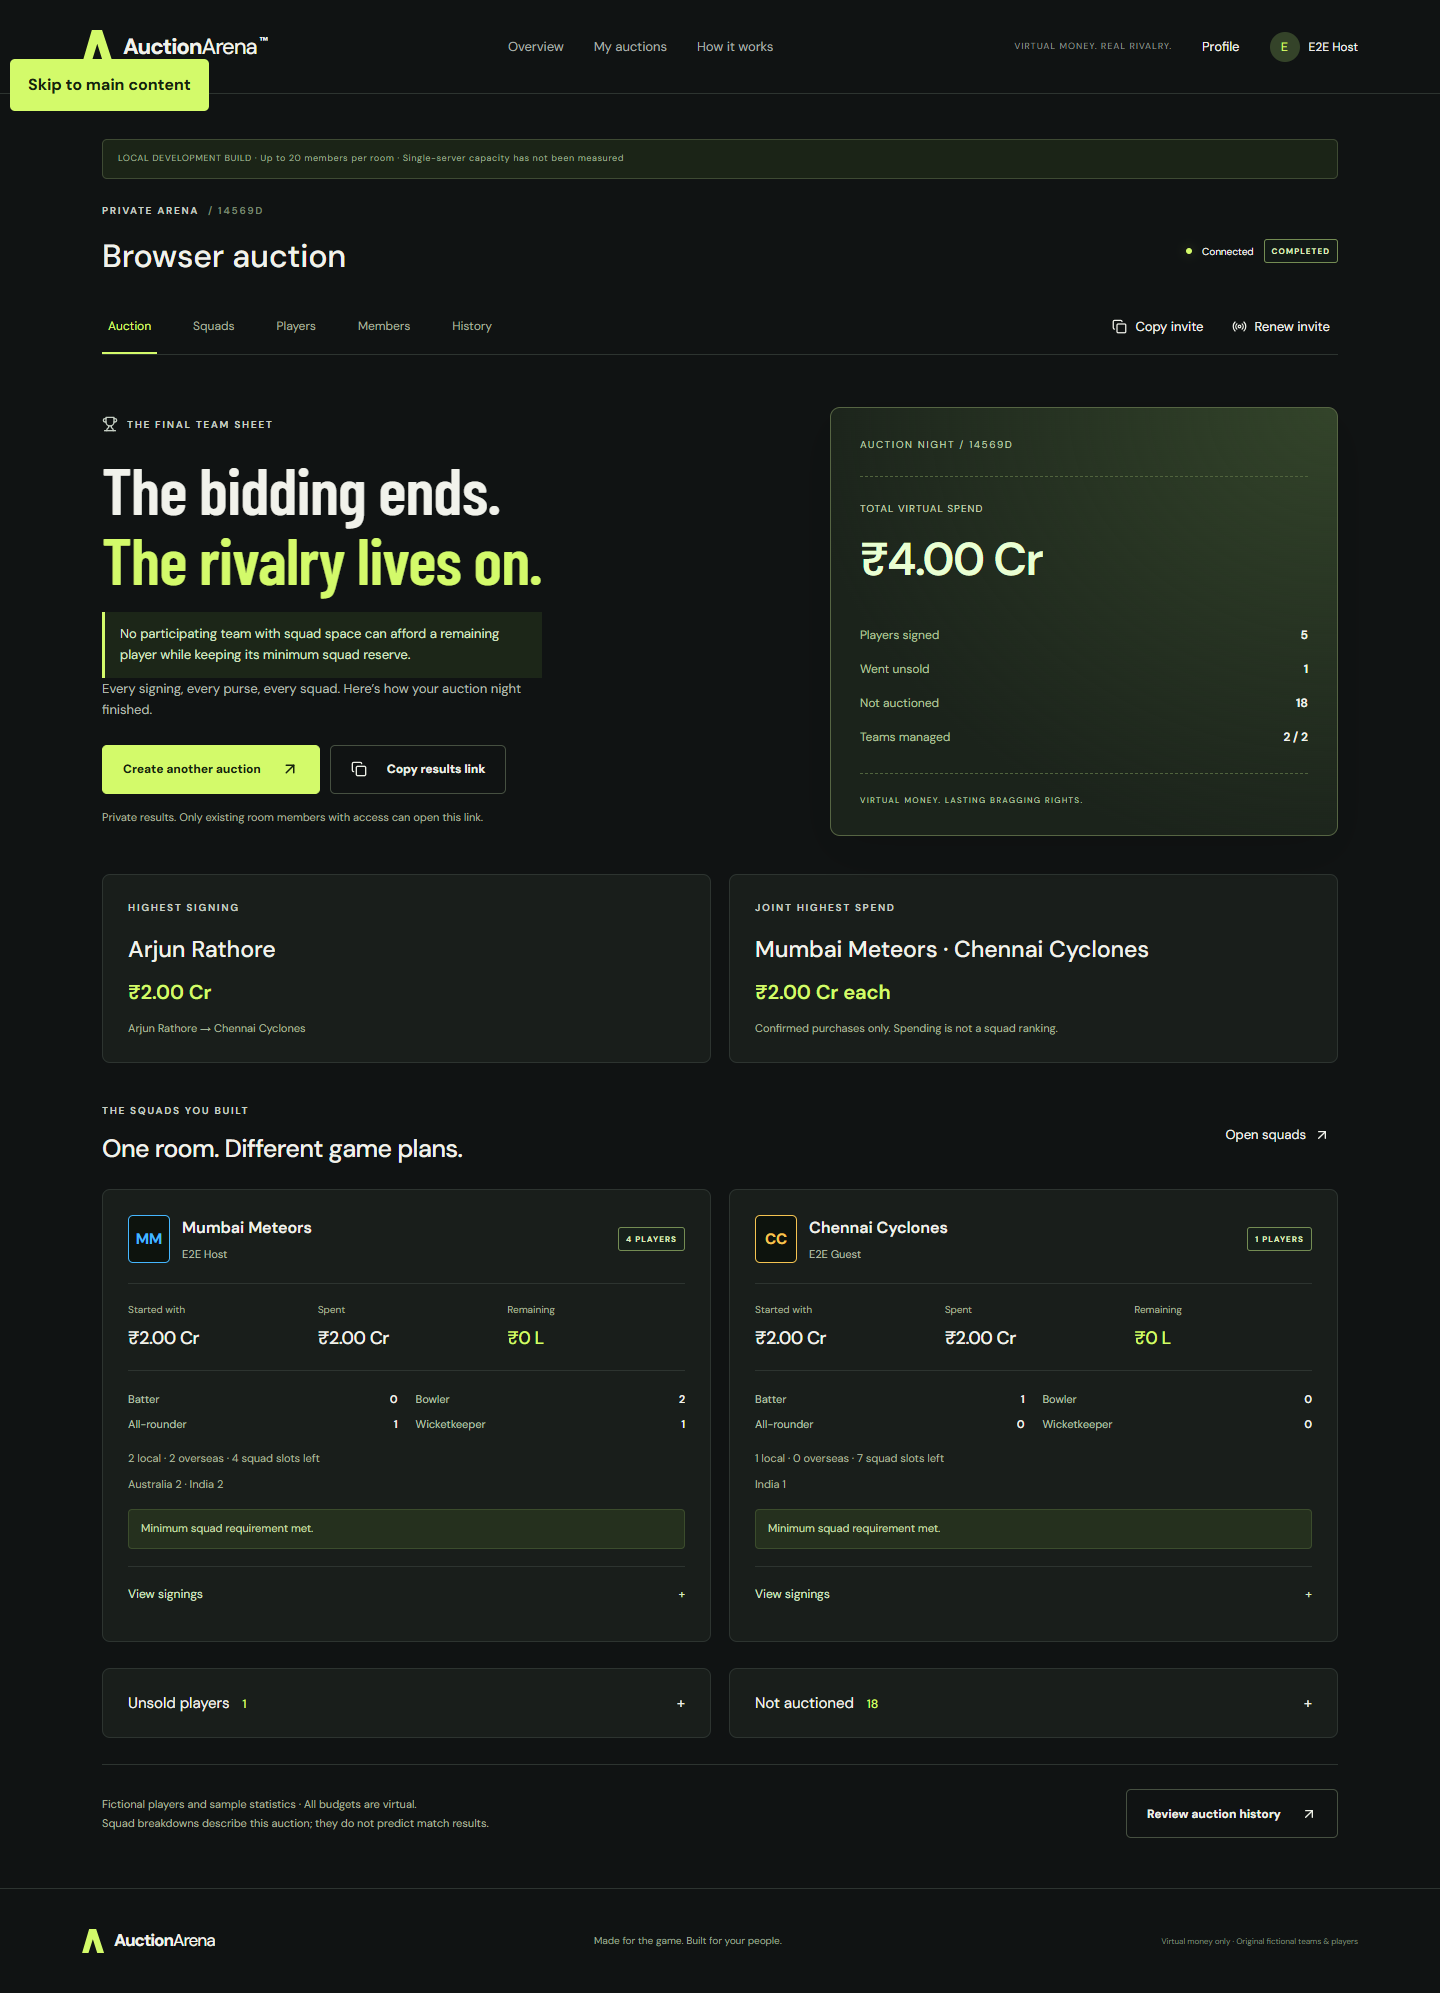 AuctionArena™
Overview
My auctions
How it works
VIRTUAL MONEY. REAL RIVALRY.
Profile
E
E2E Host
Skip to main content
LOCAL DEVELOPMENT BUILD · Up to 20 members per room · Single-server capacity has not been measured
PRIVATE ARENA / 14569D
Browser auction
Connected
COMPLETED
Auction
Squads
Players
Members
History
Copy invite
Renew invite
THE FINAL TEAM SHEET
The bidding ends.
The rivalry lives on.
No participating team with squad space can afford a remaining
player while keeping its minimum squad reserve.
Every signing, every purse, every squad. Here's how your auction night
finished.
Create another auction
Copy results link
Private results. Only existing room members with access can open this link.
AUCTION NIGHT / 14569D
TOTAL VIRTUAL SPEND
₹4.00 Cr
Players signed 5
Went unsold 1
Not auctioned 18
Teams managed 2 / 2
VIRTUAL MONEY. LASTING BRAGGING RIGHTS.
HIGHEST SIGNING
Arjun Rathore
₹2.00 Cr
Arjun Rathore → Chennai Cyclones
JOINT HIGHEST SPEND
Mumbai Meteors · Chennai Cyclones
₹2.00 Cr each
Confirmed purchases only. Spending is not a squad ranking.
THE SQUADS YOU BUILT
One room. Different game plans.
Open squads
MM
Mumbai Meteors
E2E Host
4 PLAYERS
Started with Spent Remaining
₹2.00 Cr ₹2.00 Cr ₹0 L
Batter 0 Bowler 2
All-rounder 1 Wicketkeeper 1
2 local · 2 overseas · 4 squad slots left
Australia 2 · India 2
Minimum squad requirement met.
View signings +
CC
Chennai Cyclones
E2E Guest
1 PLAYERS
Started with Spent Remaining
₹2.00 Cr ₹2.00 Cr ₹0 L
Batter 1 Bowler 0
All-rounder 0 Wicketkeeper 0
1 local · 0 overseas · 7 squad slots left
India 1
Minimum squad requirement met.
View signings +
Unsold players 1 +
Not auctioned 18 +
Fictional players and sample statistics · All budgets are virtual.
Squad breakdowns describe this auction; they do not predict match results.
Review auction history
AuctionArena
Made for the game. Built for your people.
Virtual money only · Original fictional teams & players